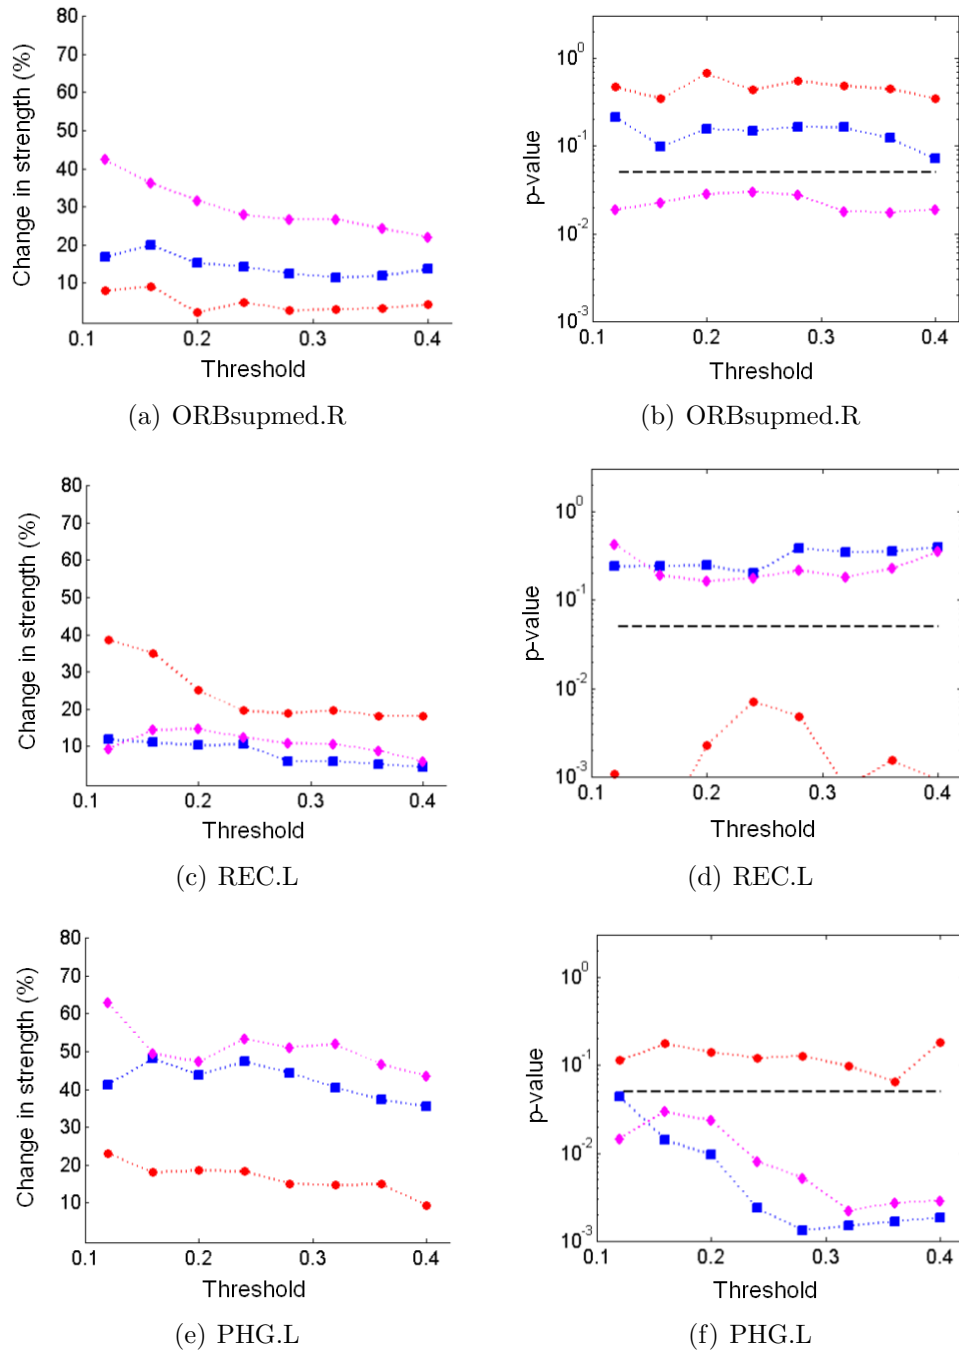 Change in strength (%)
80
70
60
50
40
30
20
10
0.1 0.2 0.3 0.4
Threshold
(a) ORBsupmed.R
p-value
10^0
10^-1
10^-2
10^-3
0.1 0.2 0.3 0.4
Threshold
(b) ORBsupmed.R
Change in strength (%)
80
70
60
50
40
30
20
10
0.1 0.2 0.3 0.4
Threshold
(c) REC.L
p-value
10^0
10^-1
10^-2
10^-3
0.1 0.2 0.3 0.4
Threshold
(d) REC.L
Change in strength (%)
80
70
60
50
40
30
20
10
0.1 0.2 0.3 0.4
Threshold
(e) PHG.L
p-value
10^0
10^-1
10^-2
10^-3
0.1 0.2 0.3 0.4
Threshold
(f) PHG.L